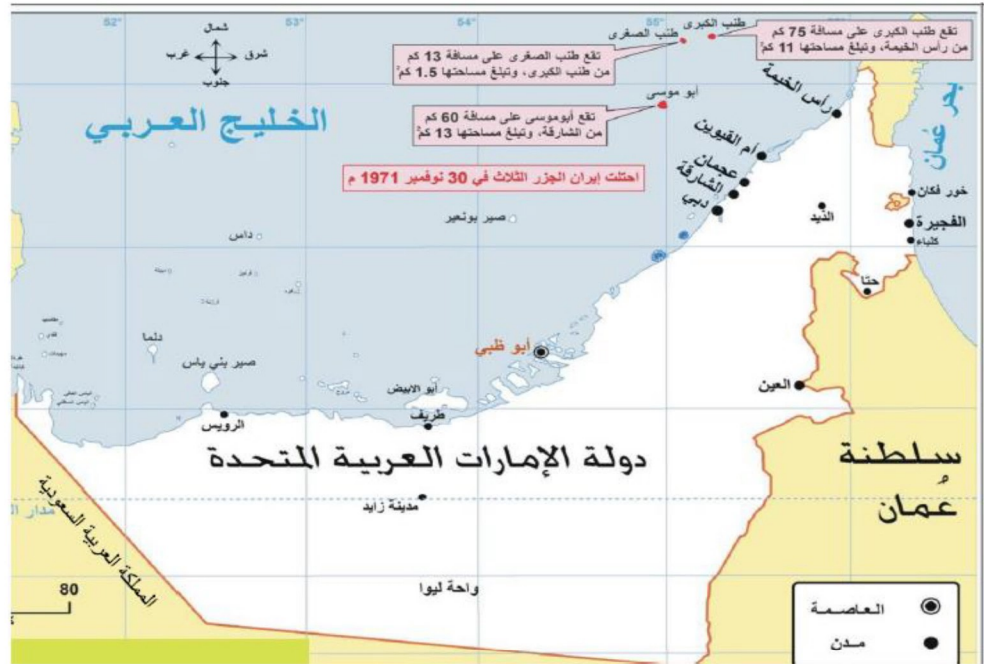 52°
53°
54°
55°
شمال
شرق
غرب
جنوب
طنب الكبرى
تقع طنب الكبرى على مسافة 75 كم
من رأس الخيمة، وتبلغ مساحتها 11 كم²
طنب الصغرى
تقع طنب الصغرى على مسافة 13 كم
من طنب الكبرى، وتبلغ مساحتها 1.5 كم²
أبو موسى
تقع أبوموسى على مسافة 60 كم
من الشارقة، وتبلغ مساحتها 13 كم²
احتلت إيران الجزر الثلاث في 30 نوفمبر 1971 م
الخليج العربي
بحر عُمان
رأس الخيمة
أم القيوين
عجمان
الشارقة
دبي
الذيد
خور فكان
الفجيرة
كلباء
حتا
صير بونعير
داس
دلما
صير بني ياس
أبو الابيض
أبو ظبي
العين
الرويس
طريف
دولة الإمارات العربية المتحدة
سلطنة
عُمان
مدينة زايد
واحة ليوا
المملكة العربية السعودية
مدار
80
العاصمة
مدن